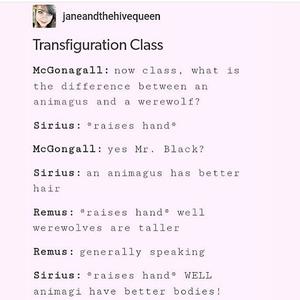 janeandthehivequeen
Transfiguration Class
McGonagall: now class, what is
the difference between an
animagus and a werewolf?
Sirius: *raises hand*
McGongall: yes Mr. Black?
Sirius: an animagus has better
hair
Remus: *raises hand* well
werewolves are taller
Remus: generally speaking
Sirius: *raises hand* WELL
animagi have better bodies!